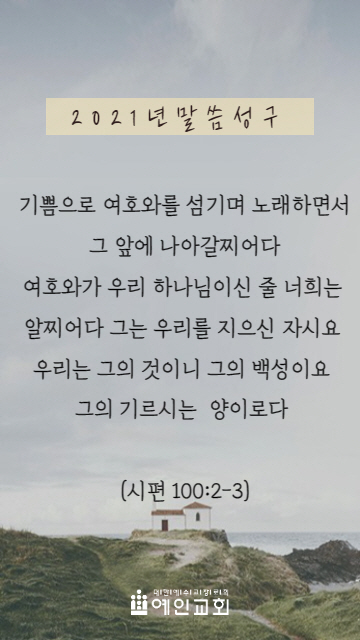 2021년말씀성구
기쁨으로 여호와를 섬기며 노래하면서
그 앞에 나아갈찌어다
여호와가 우리 하나님이신 줄 너희는
알찌어다 그는 우리를 지으신 자시요
우리는 그의 것이니 그의 백성이요
그의 기르시는 양이로다
(시편 100:2-3)
예인교회